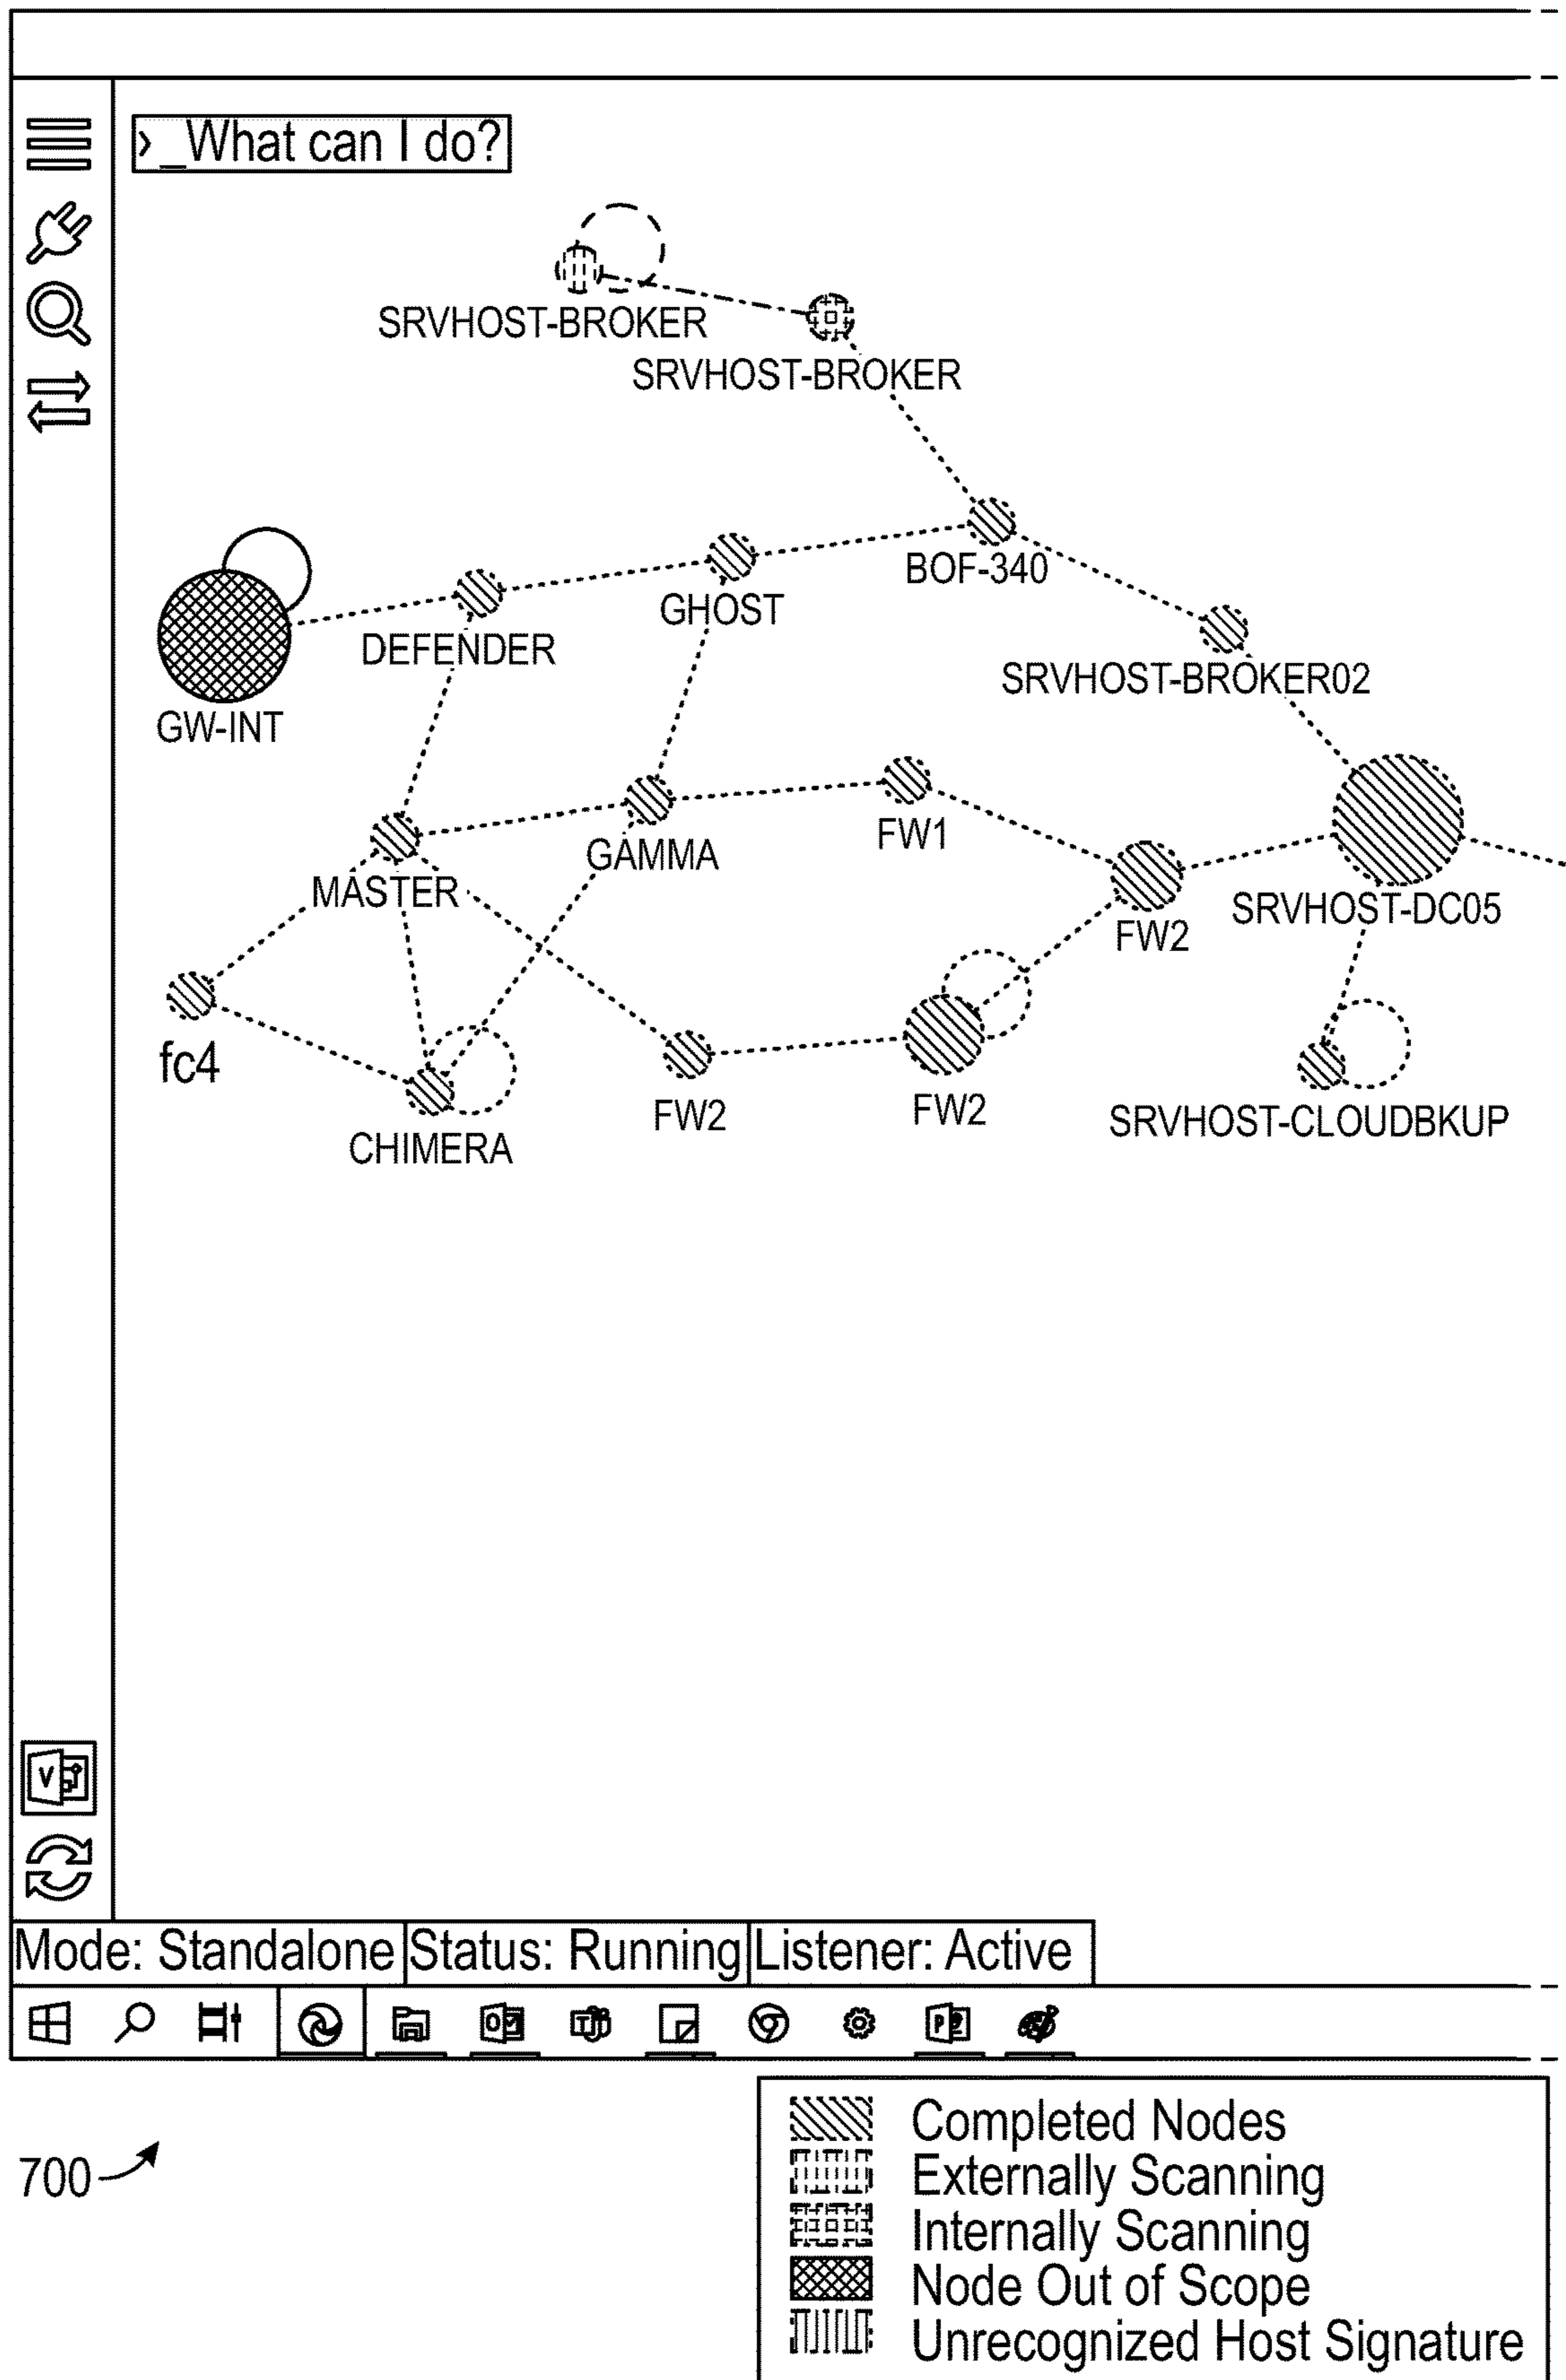 ›_What can I do?
SRVHOST-BROKER
SRVHOST-BROKER
BOF-340
GHOST
DEFENDER
SRVHOST-BROKER02
GW-INT
FW1
GAMMA
MASTER
SRVHOST-DC05
FW2
fc4
FW2
FW2
SRVHOST-CLOUDBKUP
CHIMERA
V
Mode: Standalone Status: Running Listener: Active
O T P
700
Completed Nodes
Externally Scanning
Internally Scanning
Node Out of Scope
Unrecognized Host Signature